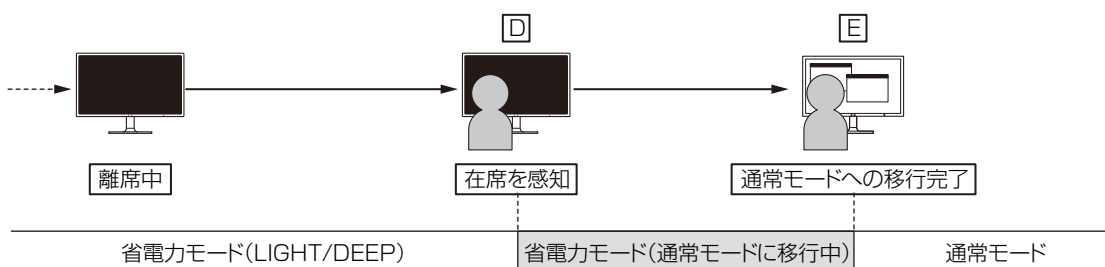 D
E
離席中
在席を感知
通常モードへの移行完了
省電力モード(LIGHT/DEEP)
省電力モード(通常モードに移行中)
通常モード